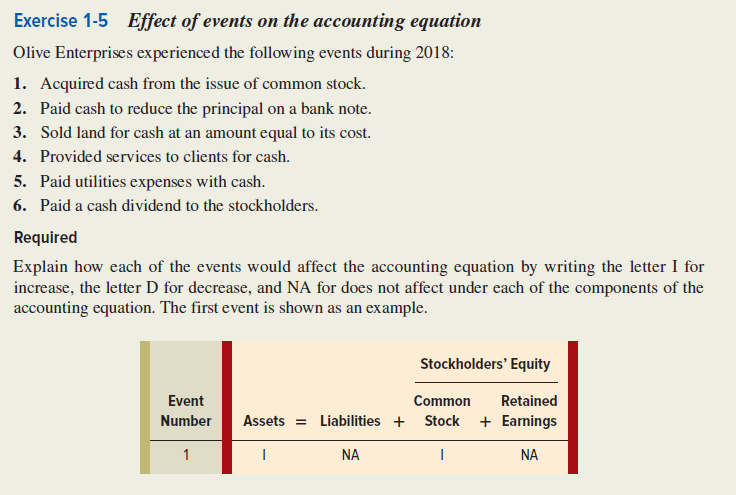 Exercise 1-5 Effect of events on the accounting equation
Olive Enterprises experienced the following events during 2018:
1. Acquired cash from the issue of common stock.
2. Paid cash to reduce the principal on a bank note.
3. Sold land for cash at an amount equal to its cost.
4. Provided services to clients for cash.
5. Paid utilities expenses with cash.
6. Paid a cash dividend to the stockholders.
Required
Explain how each of the events would affect the accounting equation by writing the letter I for
increase, the letter D for decrease, and NA for does not affect under each of the components of the
accounting equation. The first event is shown as an example.
Stockholders' Equity
Event Common Retained
Number Assets = Liabilities + Stock + Earnings
1 I NA I NA